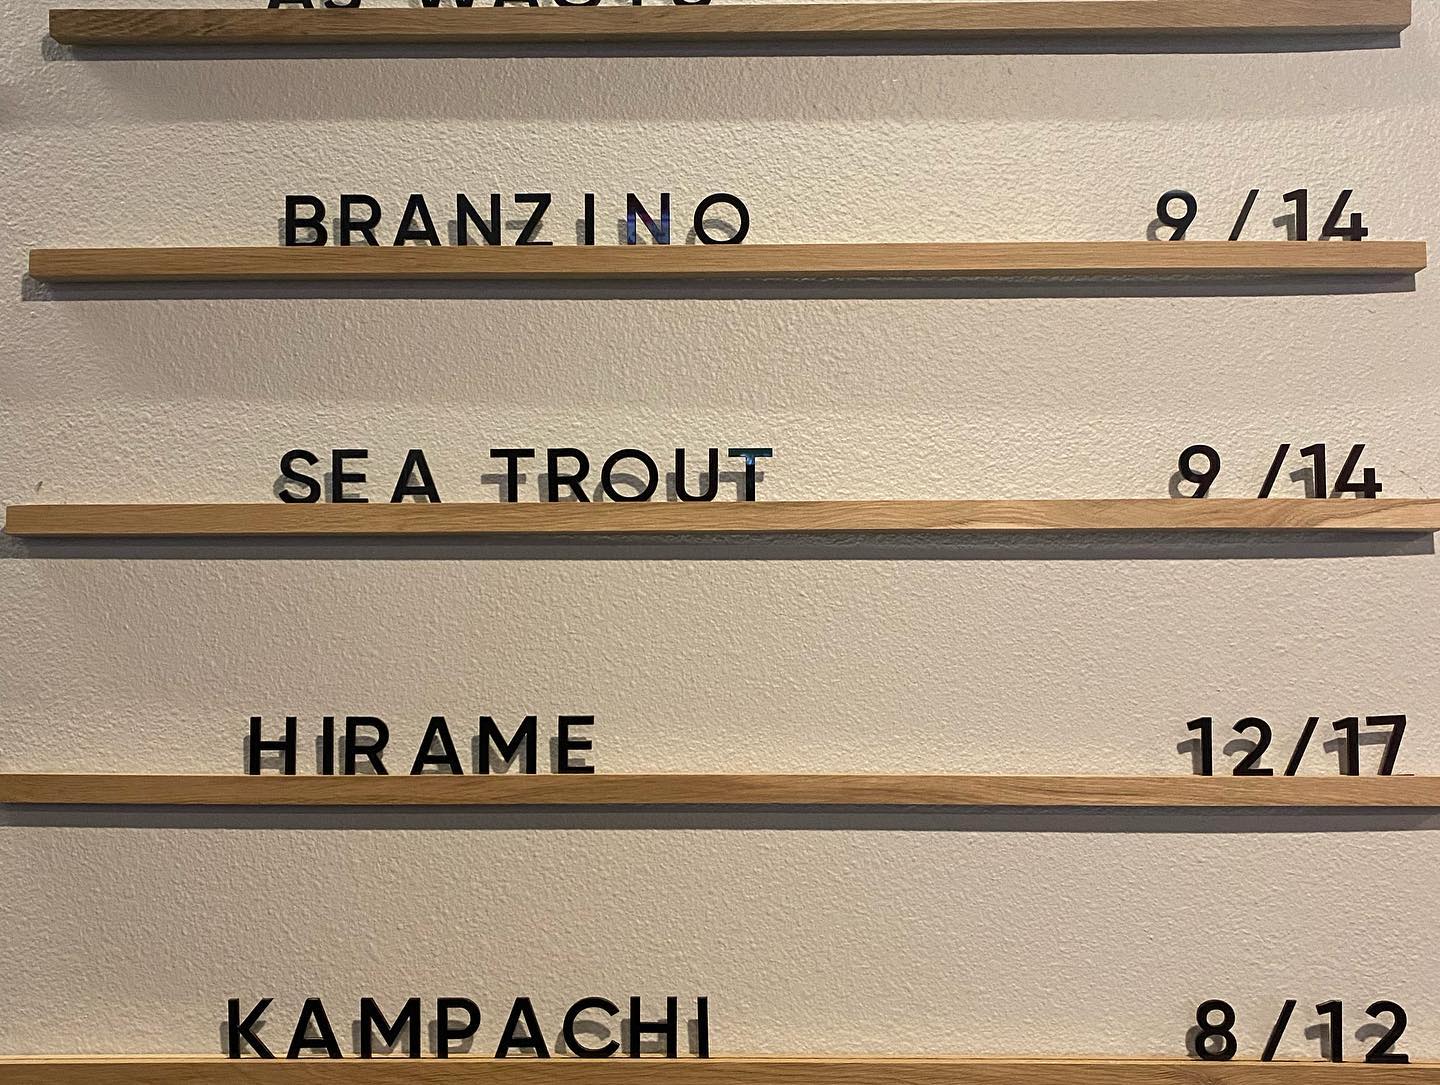 BRANZINO 9/14
SEA TROUT 9/14
HIRAME 12/17
KAMPACHI 8/12